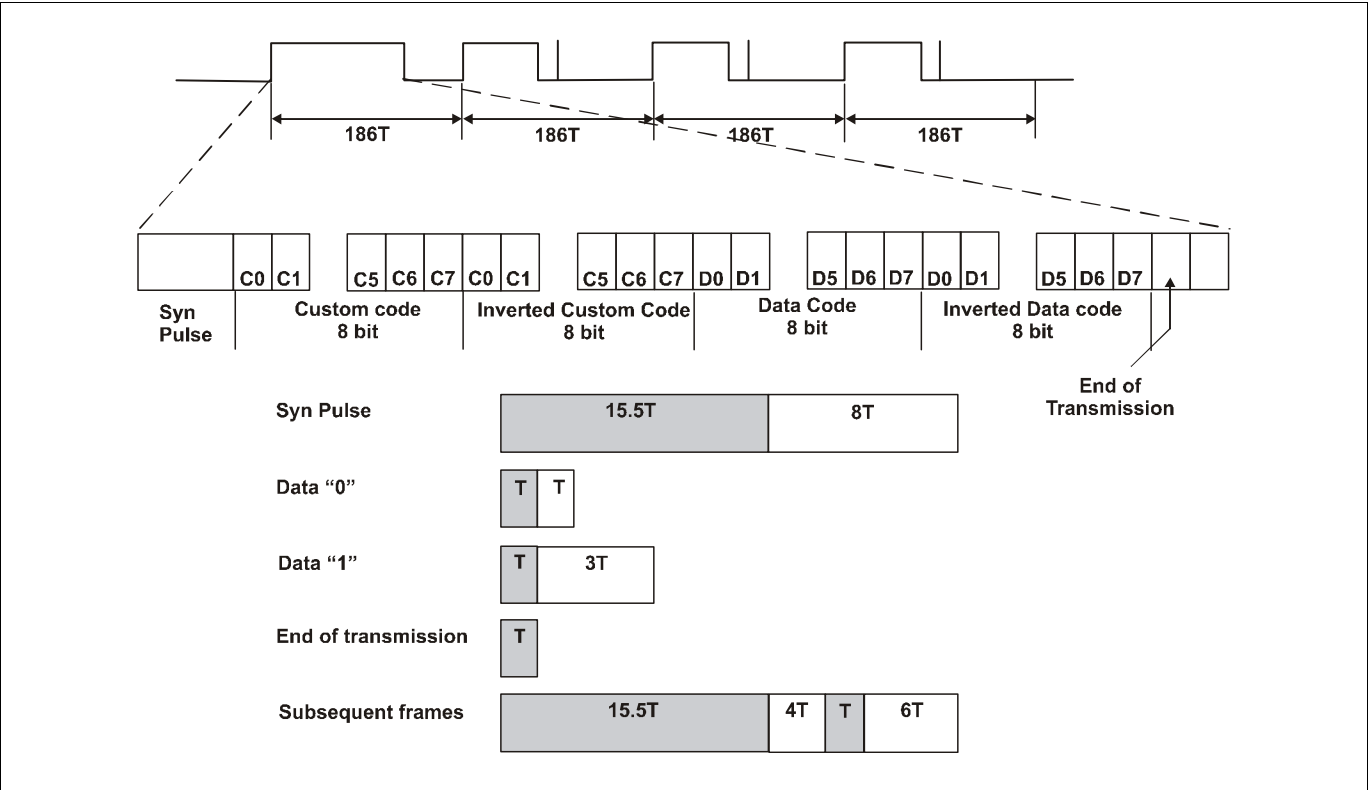 186T 186T 186T 186T
C0 C1 C5 C6 C7 C0 C1 C5 C6 C7 D0 D1 D5 D6 D7 D0 D1 D5 D6 D7
Syn
Pulse
Custom code
8 bit
Inverted Custom Code
8 bit
Data Code
8 bit
Inverted Data code
8 bit
End of
Transmission
Syn Pulse 15.5T 8T
Data “0” T T
Data “1” T 3T
End of transmission T
Subsequent frames 15.5T 4T T 6T